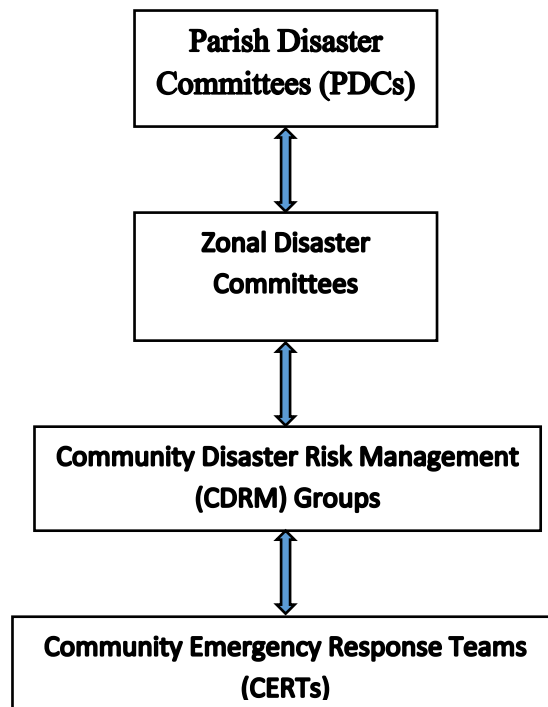 Parish Disaster
Committees (PDCs)
Zonal Disaster
Committees
Community Disaster Risk Management
(CDRM) Groups
Community Emergency Response Teams
(CERTs)